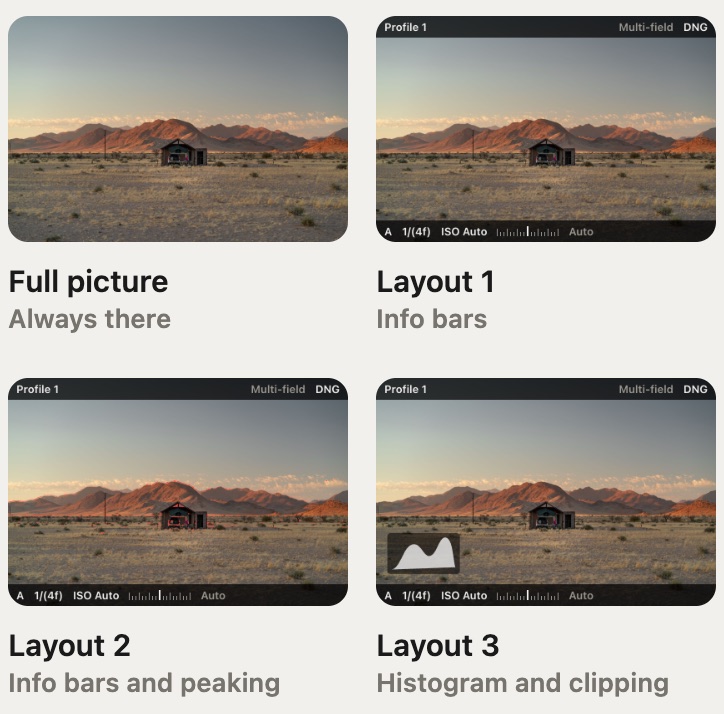 Profile 1 Multi-field DNG
A 1/(4f) ISO Auto Auto
Full picture
Always there
Layout 1
Info bars
Profile 1 Multi-field DNG
A 1/(4f) ISO Auto Auto
Layout 2
Info bars and peaking
Profile 1 Multi-field DNG
A 1/(4f) ISO Auto Auto
Layout 3
Histogram and clipping